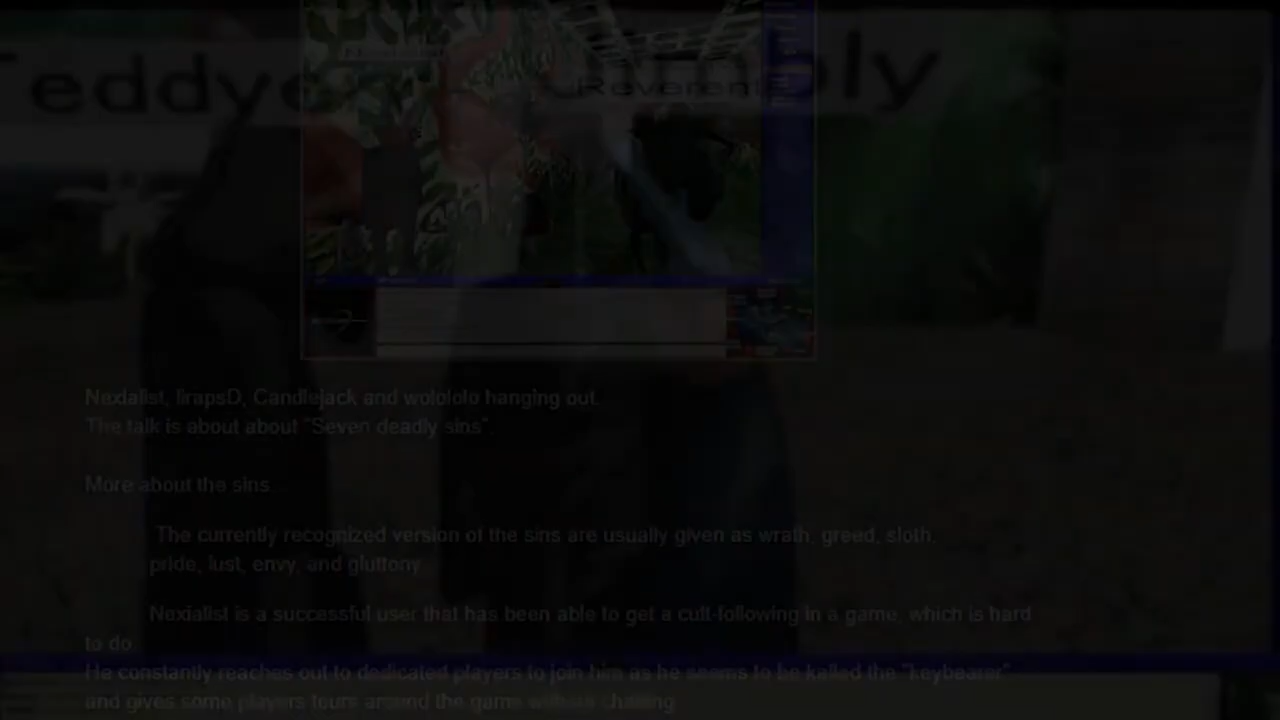 Reverent
Nexialist, lirapsD, Candlejack and wolololo hanging out.
The talk is about about "Seven deadly sins".
More about the sins
The currently recognized version of the sins are usually given as wrath, greed, sloth,
pride, lust, envy, and gluttony.
Nexialist is a successful user that has been able to get a cult-following in a game, which is hard
to do.
He constantly reaches out to dedicated players to join him as he seems to be kalled the "keybearer"
and gives some players tours around the game without chatting